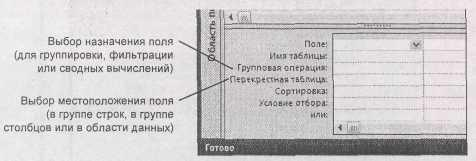 Выбор назначения поля
(для группировки, фильтрации
или сводных вычислений)
Выбор местоположения поля
(в группе строк, в группе
столбцов или в области данных)
Область п
Поле:
Имя таблицы:
Групповая операция:
Перекрестная таблица:
Сортировка:
Условие отбора:
или:
Готово